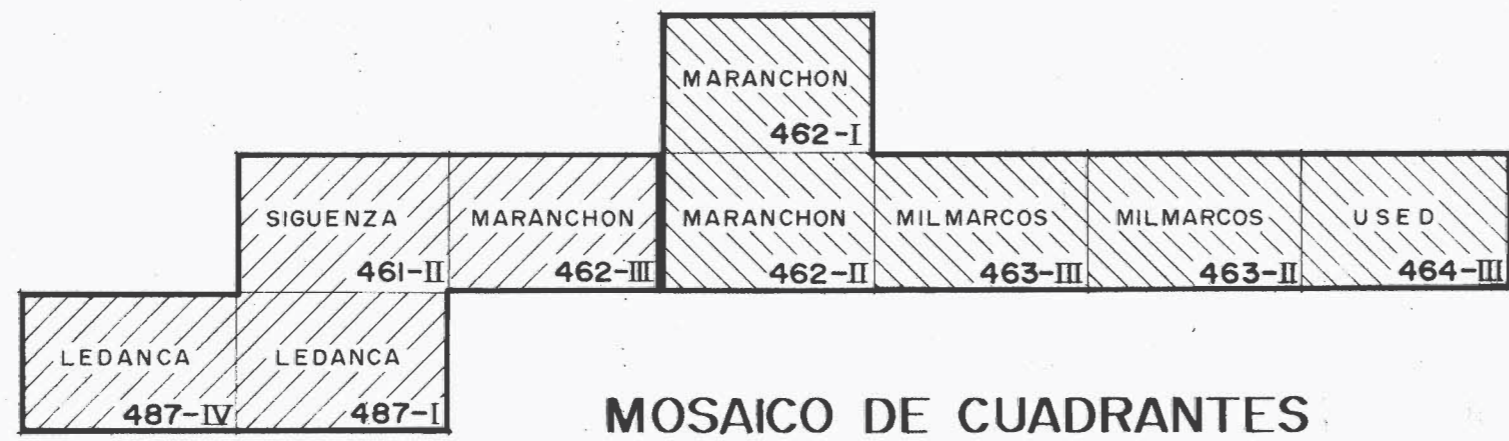 MARANCHON
462-I
SIGUENZA
461-II
MARANCHON
462-III
MARANCHON
462-II
MILMARCOS
463-III
MILMARCOS
463-II
USED
464-III
LEDANCA
487-IV
LEDANCA
487-I
MOSAICO DE CUADRANTES